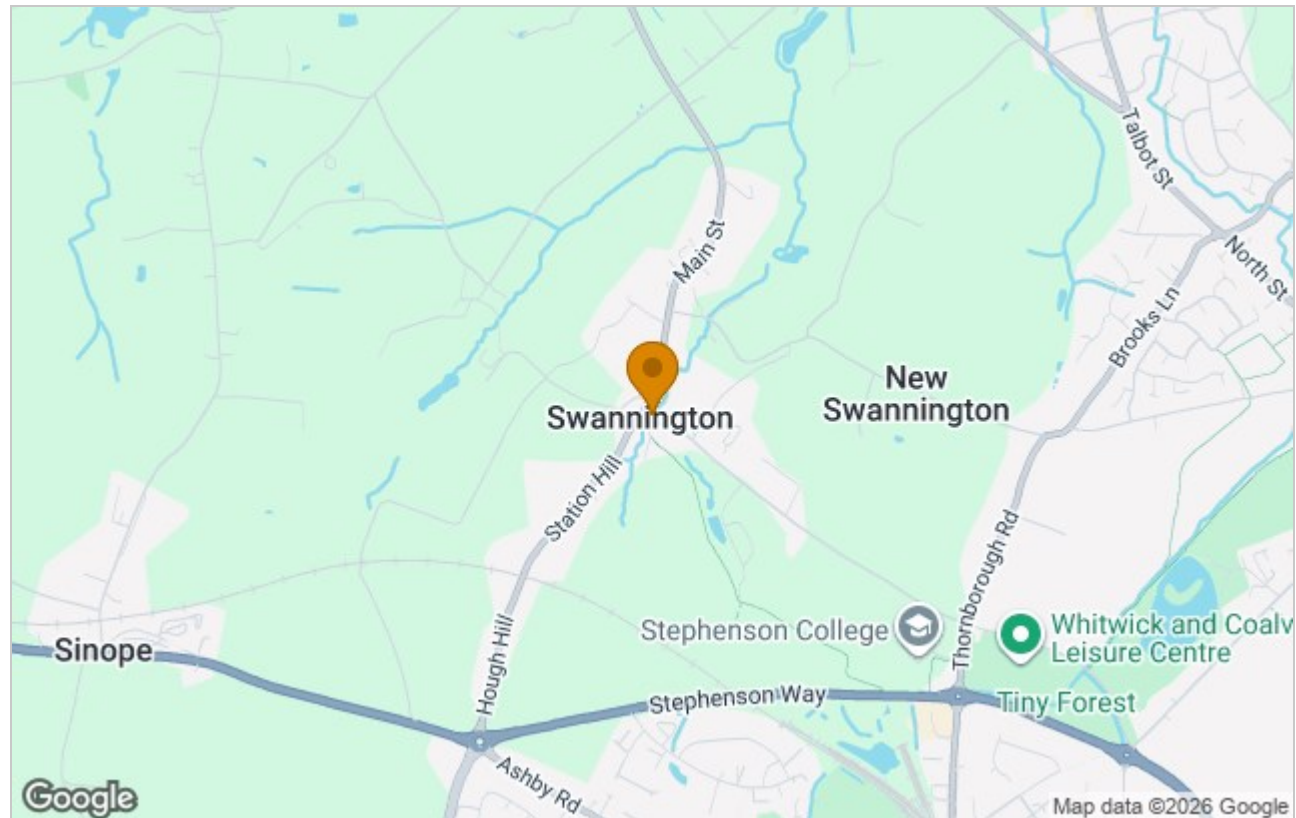 Talbot St
North St
Main St
Brooks Ln
New
Swannington
Swannington
Station Hill
Thornborough Rd
Stephenson College
Whitwick and Coalv
Leisure Centre
Sinope
Hough Hill
Stephenson Way
Tiny Forest
Ashby Rd
Google
Map data ©2026 Google